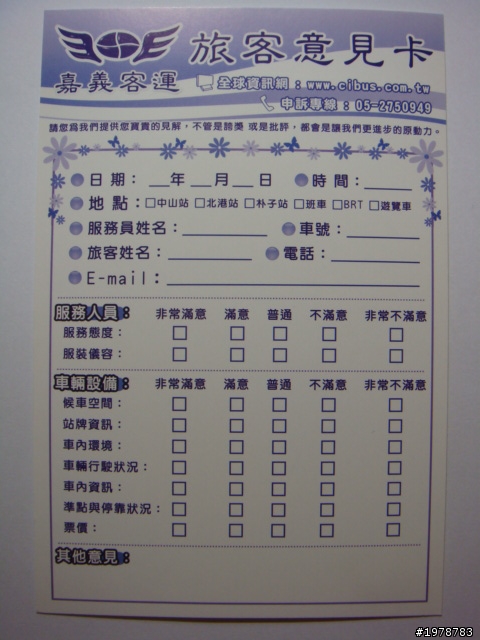 旅客意見卡
嘉義客運
全球資訊網：www.cibus.com.tw
申訴專線：05-2750949
請您為我們提供您寶貴的見解，不管是誇獎 或是批評，都會是讓我們更進步的原動力。
日期：__年__月__日 時間：____
地點：□中山站 □北港站 □朴子站 □班車 □BRT □遊覽車
服務員姓名：________ 車號：________
旅客姓名：________ 電話：________
E-mail：________________
服務人員： 非常滿意 滿意 普通 不滿意 非常不滿意
服務態度： □ □ □ □ □
服裝儀容： □ □ □ □ □
車輛設備： 非常滿意 滿意 普通 不滿意 非常不滿意
候車空間： □ □ □ □ □
站牌資訊： □ □ □ □ □
車內環境： □ □ □ □ □
車輛行駛狀況： □ □ □ □ □
車內資訊： □ □ □ □ □
準點與停靠狀況： □ □ □ □ □
票價： □ □ □ □ □
其他意見：
#1978783